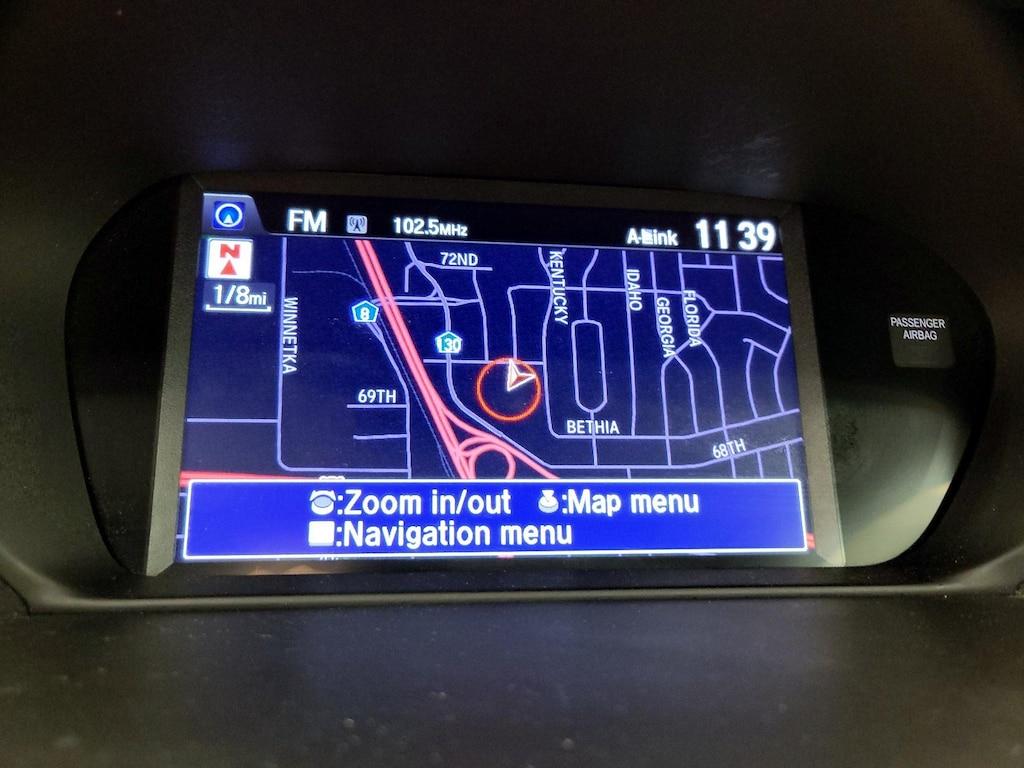 FM 102.5MHz A-Link 11 39
N
1/8mi
72ND
KENTUCKY
IDAHO
GEORGIA
FLORIDA
WINNETKA
8
130
69TH
BETHIA
68TH
:Zoom in/out :Map menu
:Navigation menu
PASSENGER
AIRBAG